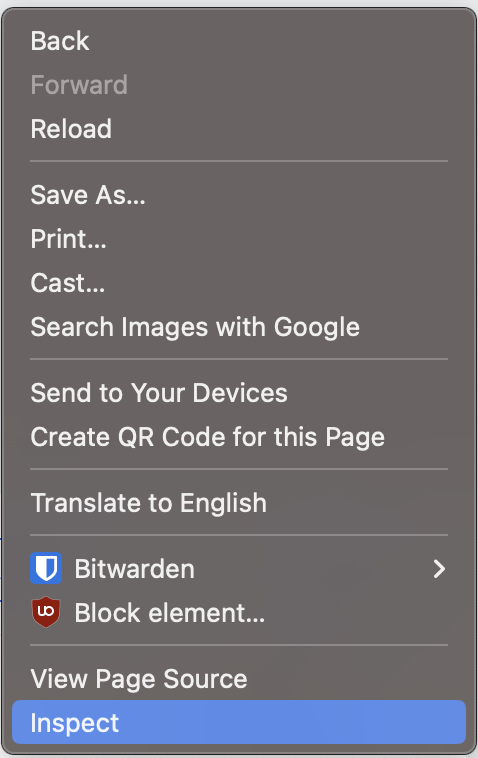 Back
Forward
Reload
Save As...
Print...
Cast...
Search Images with Google
Send to Your Devices
Create QR Code for this Page
Translate to English
Bitwarden
uo Block element...
View Page Source
Inspect